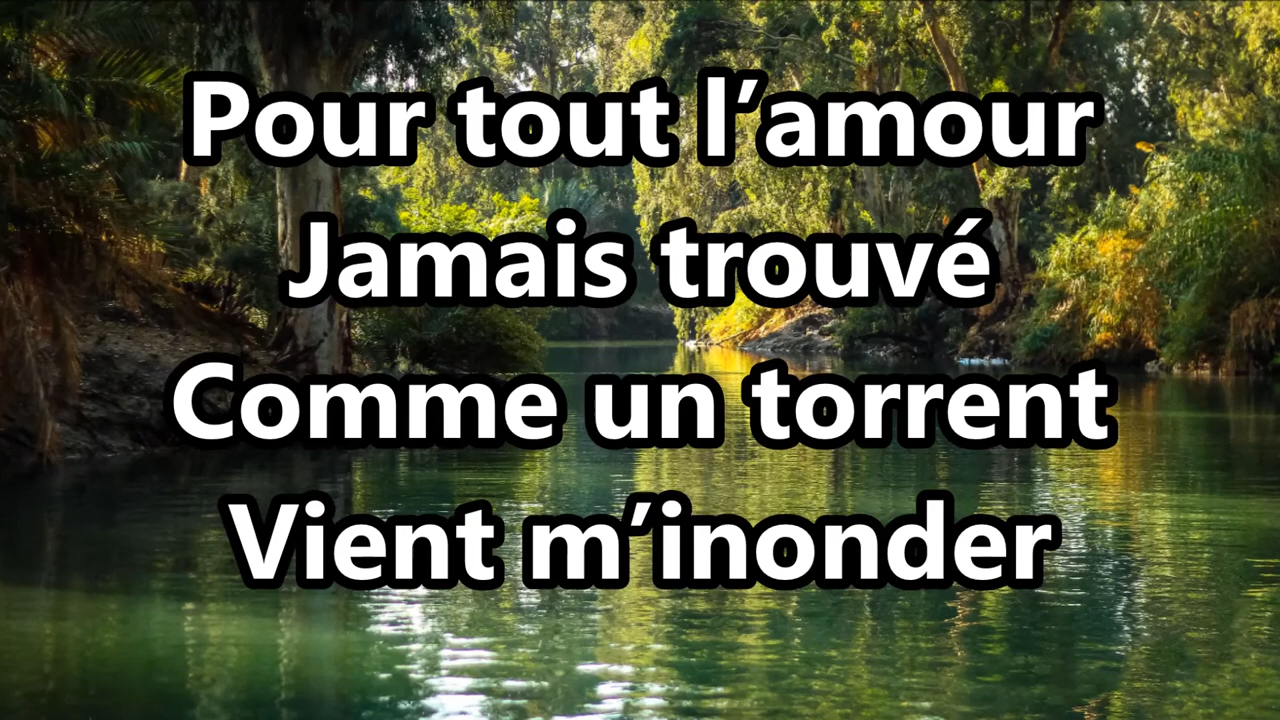 Pour tout l’amour
Jamais trouvé
Comme un torrent
Vient m’inonder